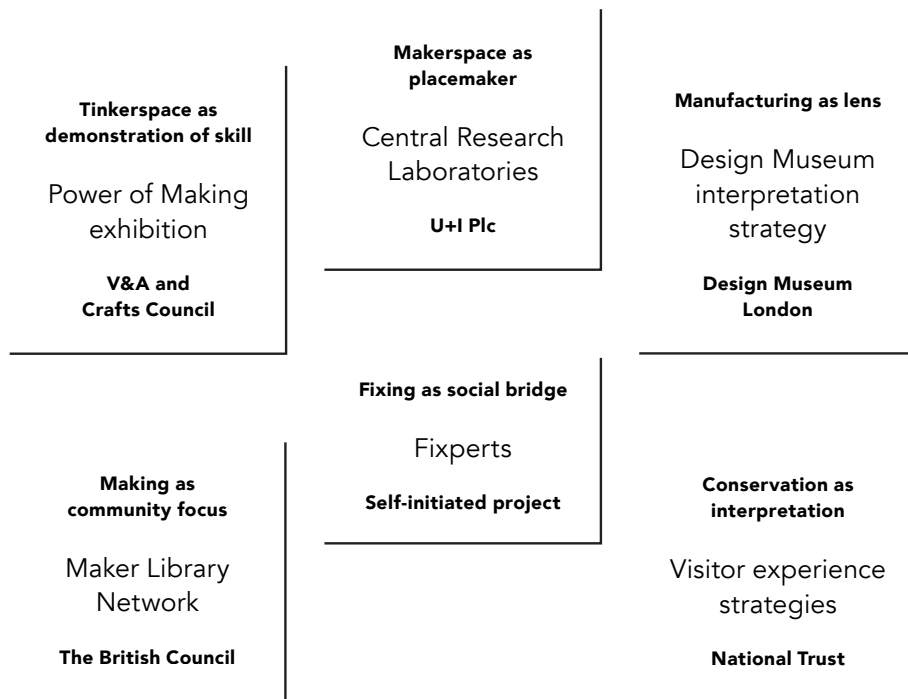 Tinkerspace as
demonstration of skill
Power of Making
exhibition
V&A and
Crafts Council
Makerspace as
placemaker
Central Research
Laboratories
U+I Plc
Manufacturing as lens
Design Museum
interpretation
strategy
Design Museum
London
Making as
community focus
Maker Library
Network
The British Council
Fixing as social bridge
Fixperts
Self-initiated project
Conservation as
interpretation
Visitor experience
strategies
National Trust